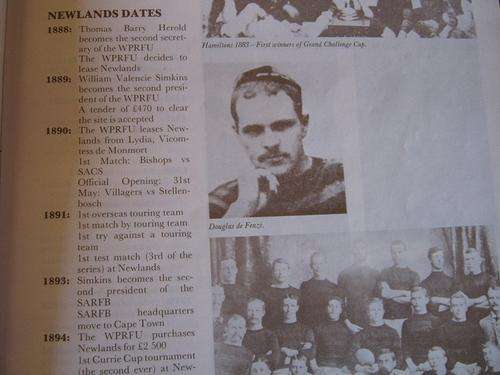 NEWLANDS DATES
1888: Thomas Barry Herold
becomes the second secret-
ary of the WPRFU
The WPRFU decides to
lease Newlands
1889: William Valencie Simkins
becomes the second presi-
dent of the WPRFU
A tender of £470 to clear
the site is accepted
1890: The WPRFU leases New-
lands from Lydia, Vicom-
tess de Montmort
1st Match: Bishops vs
SACS
Official Opening: 31st
May: Villagers vs Stellen-
bosch
1891: 1st overseas touring team
1st match by touring team
1st try against a touring
team
1st test match (3rd of the
series) at Newlands
1893: Simkins becomes the sec-
ond president of the
SARFB
SARFB headquarters
move to Cape Town
1894: The WPRFU purchases
Newlands for £2 500
1st Currie Cup tournament
(the second ever) at New-
Hamiltons 1883 – First winners of Grand Challenge Cup.
Douglas de Fenzi.